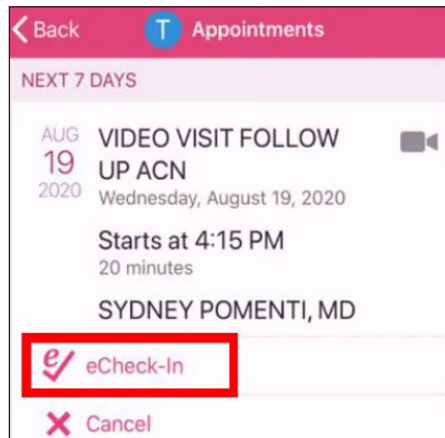 Back
T
Appointments
NEXT 7 DAYS
AUG
19
2020
VIDEO VISIT FOLLOW
UP ACN
Wednesday, August 19, 2020
Starts at 4:15 PM
20 minutes
SYDNEY POMENTI, MD
eCheck-In
Cancel